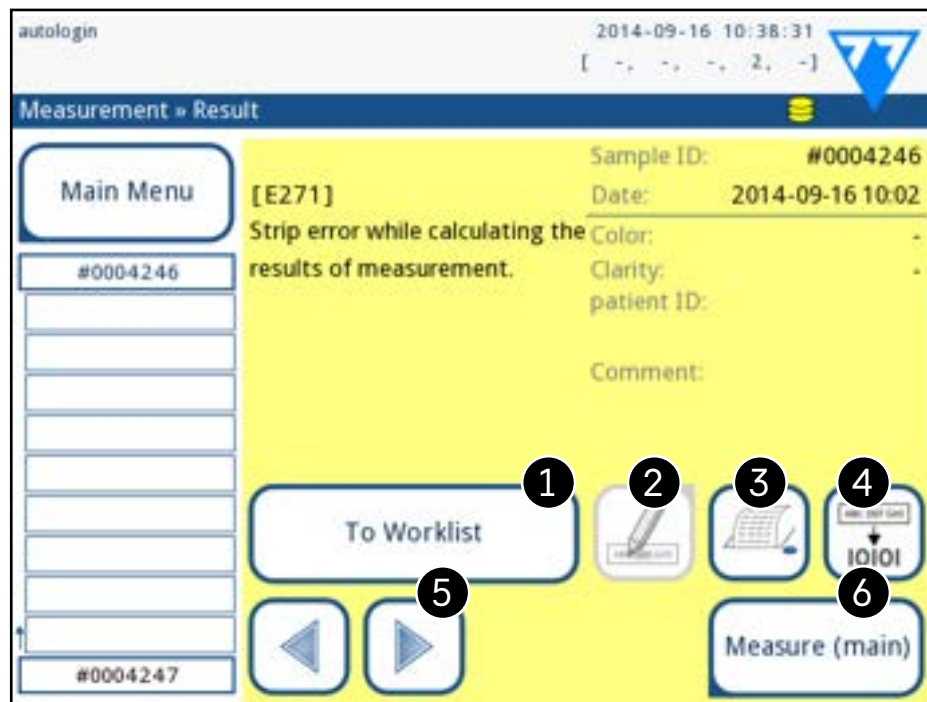 autologin
2014-09-16 10:38:31
[ -, -, -, 2, -]
Measurement » Result
Main Menu
#0004246
#0004247
[E271]
Strip error while calculating the
results of measurement.
Sample ID: #0004246
Date: 2014-09-16 10:02
Color: -
Clarity: -
patient ID:
Comment:
1
To Worklist
2
3
4
IOIOI
5
6
Measure (main)